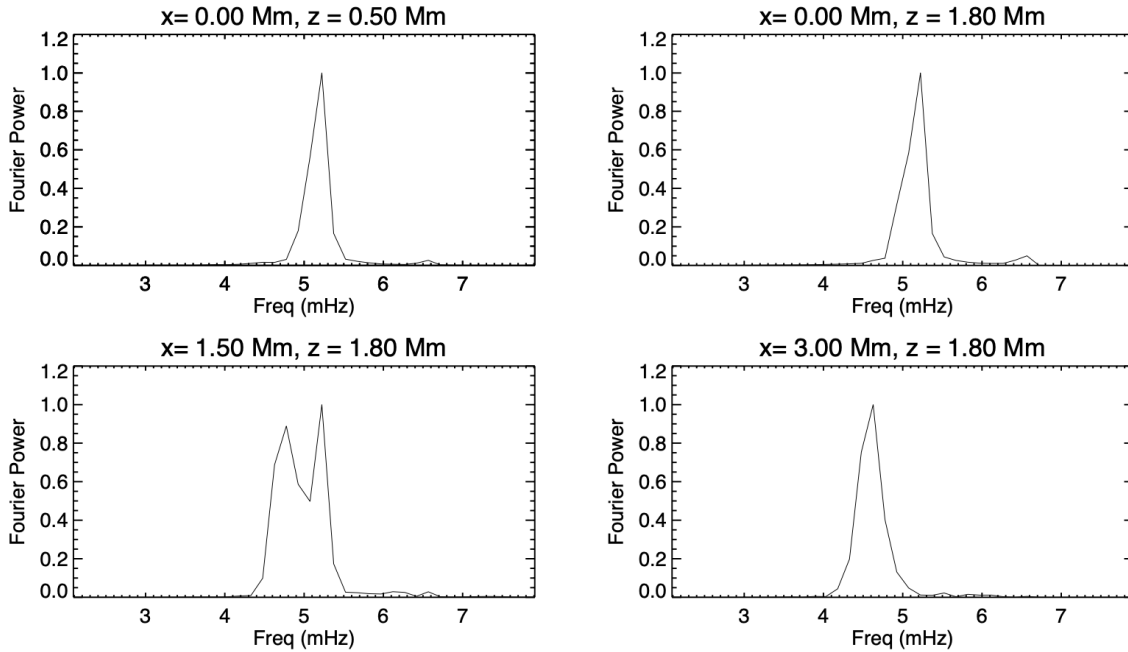 x= 0.00 Mm, z = 0.50 Mm
1.2
1.0
0.8
0.6
0.4
0.2
0.0
Fourier Power
3 4 5 6 7
Freq (mHz)
x= 0.00 Mm, z = 1.80 Mm
1.2
1.0
0.8
0.6
0.4
0.2
0.0
Fourier Power
3 4 5 6 7
Freq (mHz)
x= 1.50 Mm, z = 1.80 Mm
1.2
1.0
0.8
0.6
0.4
0.2
0.0
Fourier Power
3 4 5 6 7
Freq (mHz)
x= 3.00 Mm, z = 1.80 Mm
1.2
1.0
0.8
0.6
0.4
0.2
0.0
Fourier Power
3 4 5 6 7
Freq (mHz)